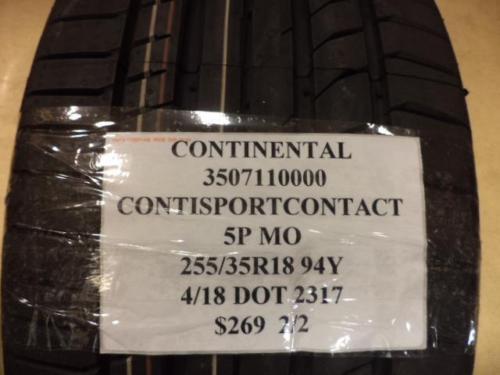 CONTINENTAL
3507110000
CONTISPORTCONTACT
5P MO
255/35R18 94Y
4/18 DOT 2317
$269 2/2